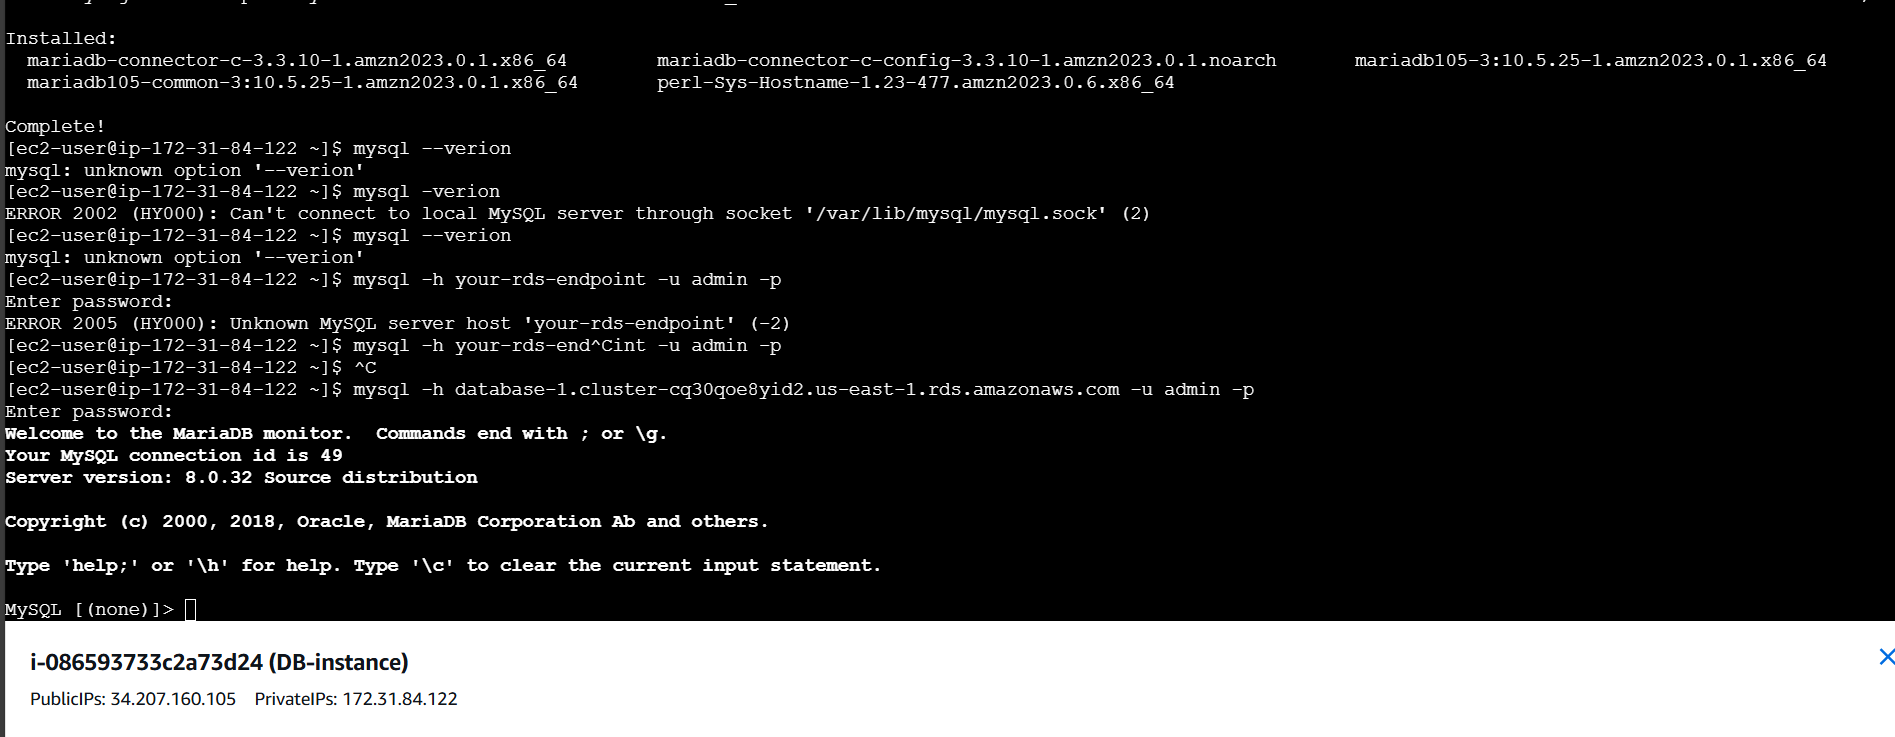 Installed:
mariadb-connector-c-3.3.10-1.amzn2023.0.1.x86_64 mariadb-connector-c-config-3.3.10-1.amzn2023.0.1.noarch mariadb105-3:10.5.25-1.amzn2023.0.1.x86_64
mariadb105-common-3:10.5.25-1.amzn2023.0.1.x86_64 perl-Sys-Hostname-1.23-477.amzn2023.0.6.x86_64
Complete!
[ec2-user@ip-172-31-84-122 ~]$ mysql --verion
mysql: unknown option '--verion'
[ec2-user@ip-172-31-84-122 ~]$ mysql -verion
ERROR 2002 (HY000): Can't connect to local MySQL server through socket '/var/lib/mysql/mysql.sock' (2)
[ec2-user@ip-172-31-84-122 ~]$ mysql --verion
mysql: unknown option '--verion'
[ec2-user@ip-172-31-84-122 ~]$ mysql -h your-rds-endpoint -u admin -p
Enter password:
ERROR 2005 (HY000): Unknown MySQL server host 'your-rds-endpoint' (-2)
[ec2-user@ip-172-31-84-122 ~]$ mysql -h your-rds-end^Cint -u admin -p
[ec2-user@ip-172-31-84-122 ~]$ ^C
[ec2-user@ip-172-31-84-122 ~]$ mysql -h database-1.cluster-cq30qoe8yid2.us-east-1.rds.amazonaws.com -u admin -p
Enter password:
Welcome to the MariaDB monitor.  Commands end with ; or \g.
Your MySQL connection id is 49
Server version: 8.0.32 Source distribution
Copyright (c) 2000, 2018, Oracle, MariaDB Corporation Ab and others.
Type 'help;' or '\h' for help. Type '\c' to clear the current input statement.
MySQL [(none)]>
i-086593733c2a73d24 (DB-instance)
PublicIPs: 34.207.160.105 PrivateIPs: 172.31.84.122